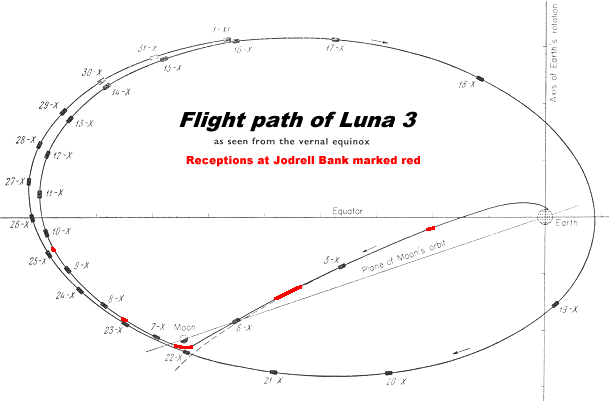 1-XI
31-X
16-X
17-X
Axis of Earth's rotation
30-X
15-X
18-X
14-X
29-X
Flight path of Luna 3
13-X
as seen from the vernal equinox
28-X
12-X
Receptions at Jodrell Bank marked red
27-X
11-X
Equator
26-X
Earth
10-X
25-X
5-X
Plane of Moon's orbit
9-X
24-X
8-X
19-X
23-X
7-X
Moon
6-X
22-X
21-X
20-X